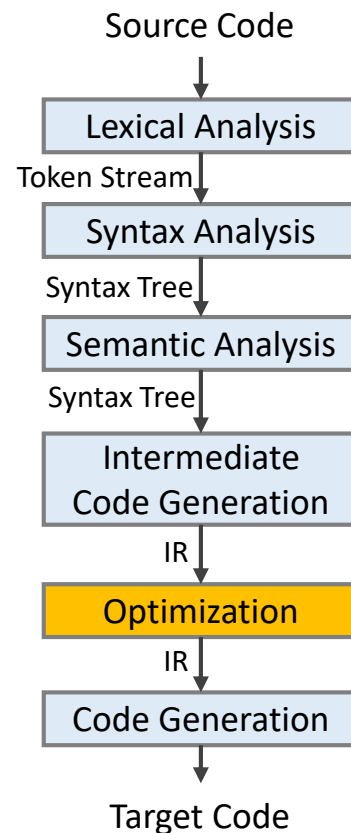 Source Code
Lexical Analysis
Token Stream
Syntax Analysis
Syntax Tree
Semantic Analysis
Syntax Tree
Intermediate
Code Generation
IR
Optimization
IR
Code Generation
Target Code